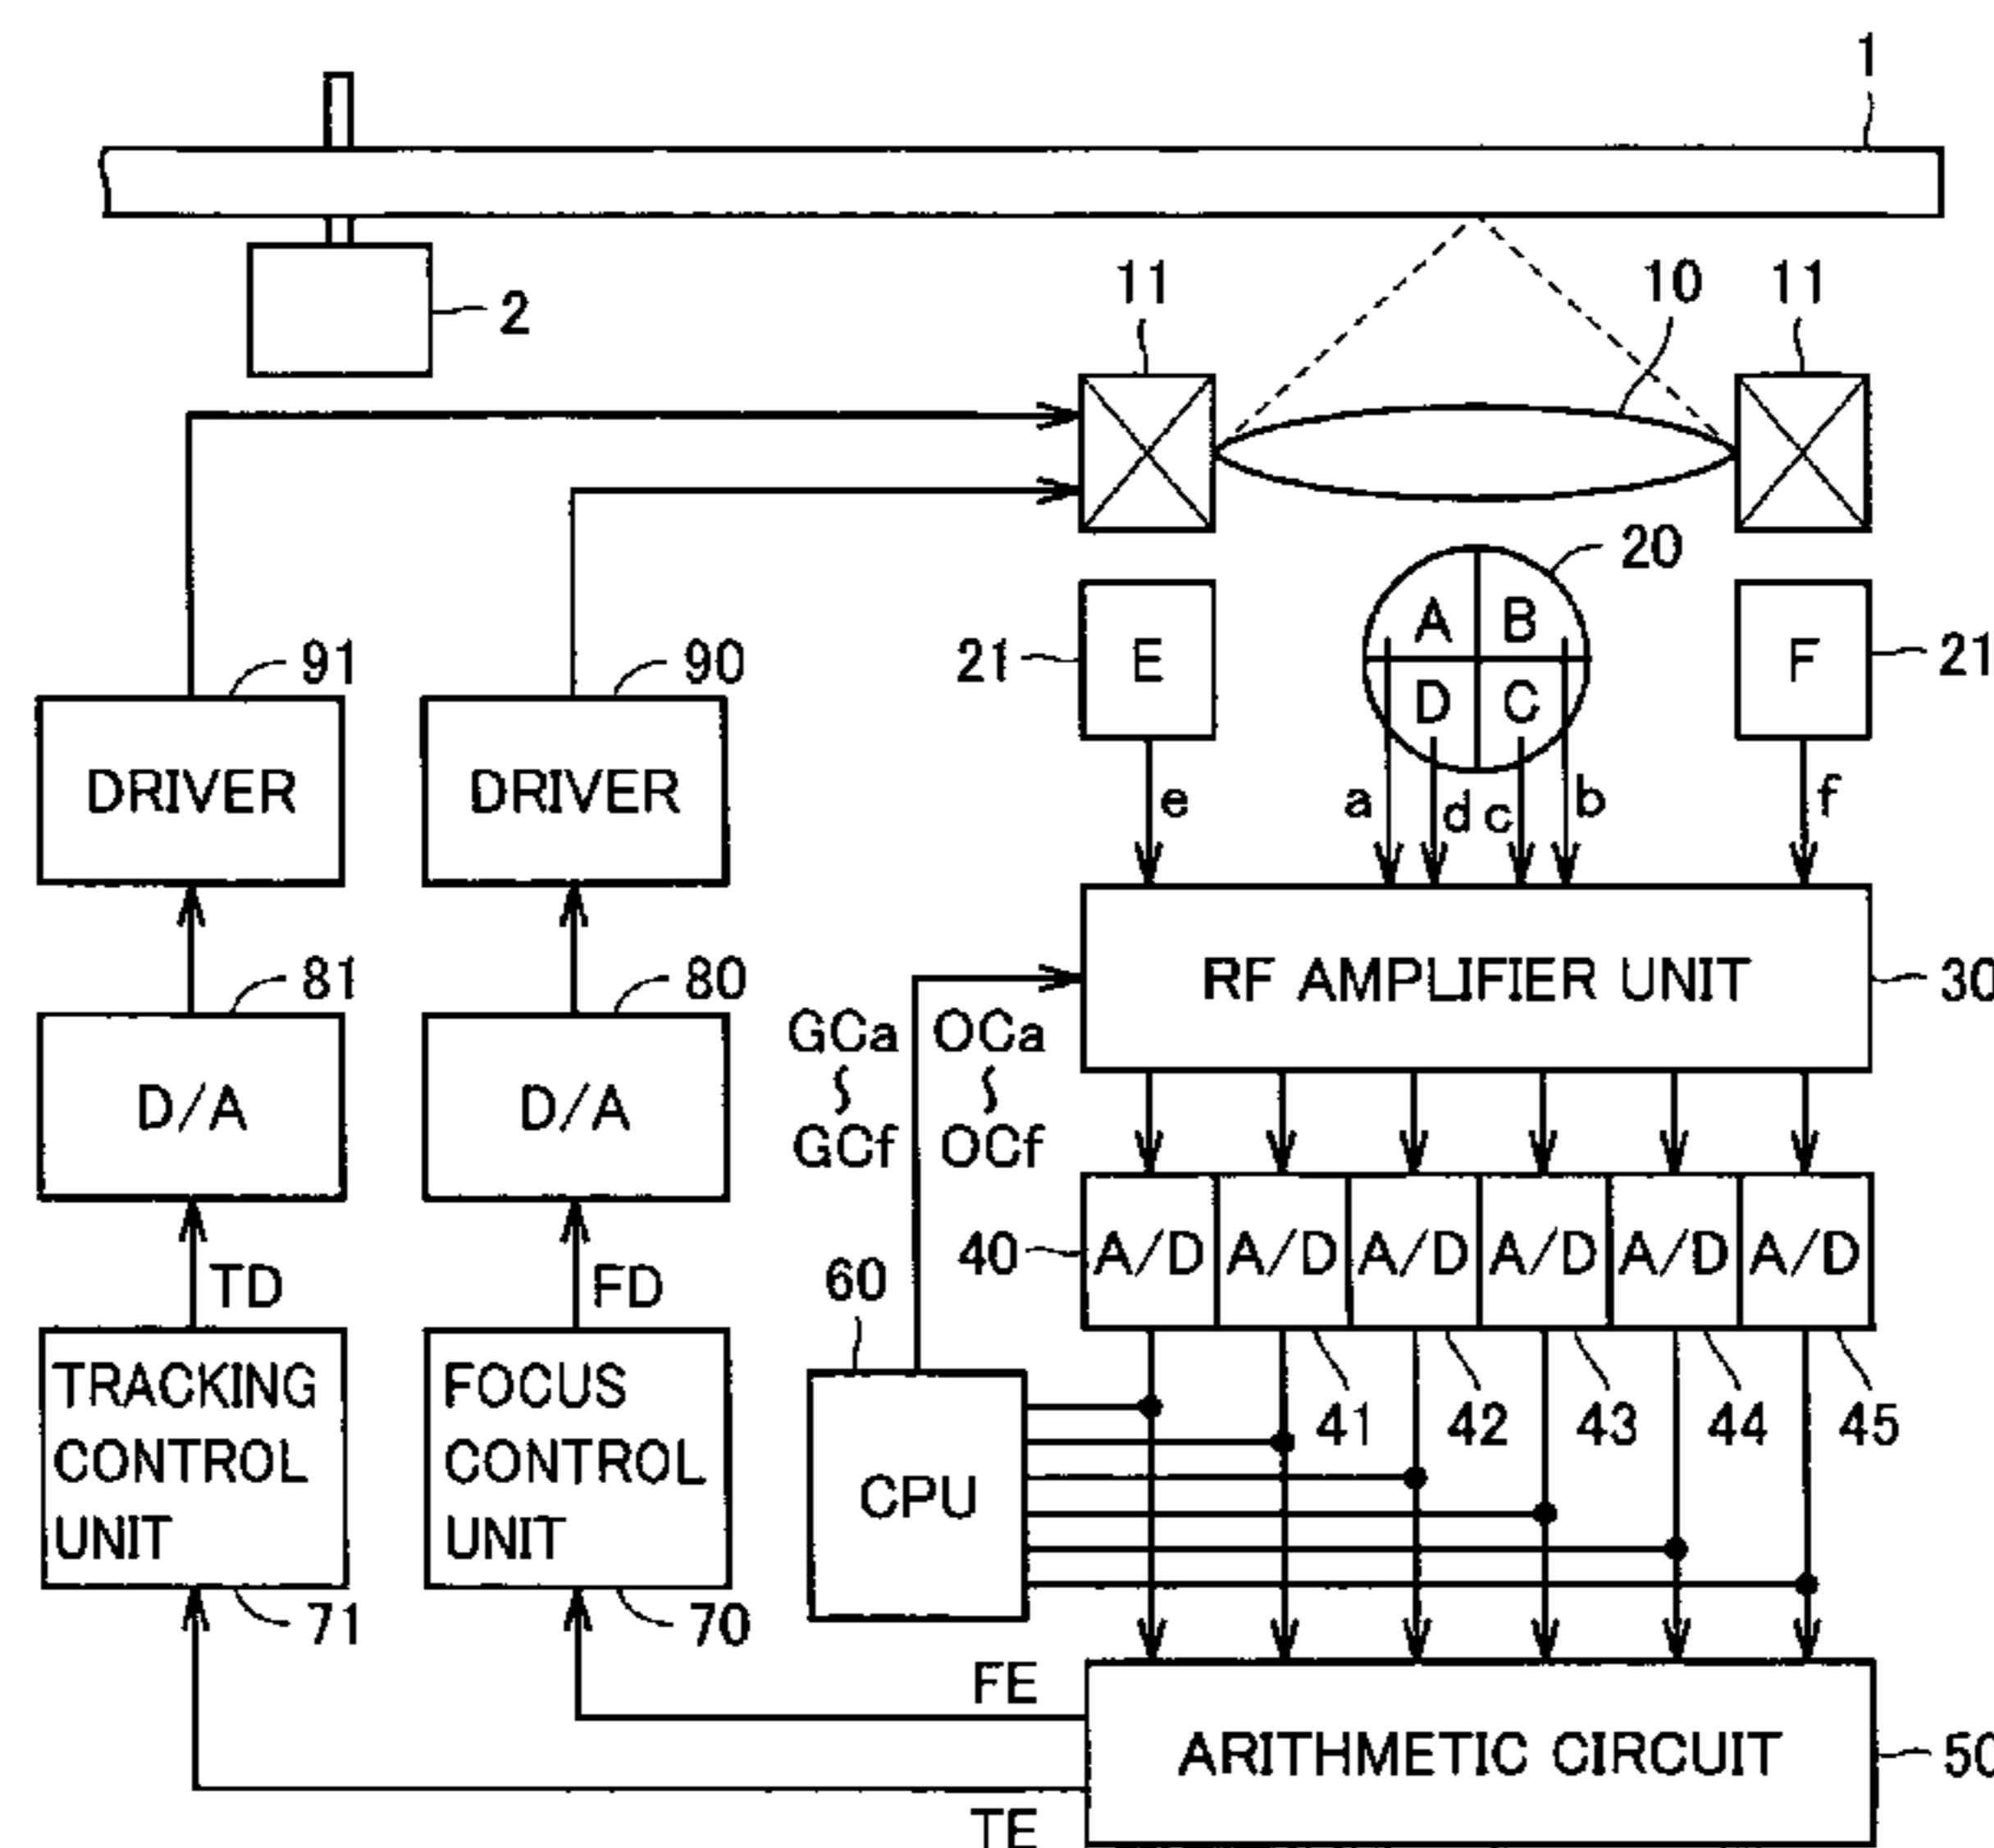 1
2
11
10
11
20
A
B
D
C
21
E
F
21
91
90
DRIVER
DRIVER
e
a
d
c
b
f
81
80
D/A
D/A
RF AMPLIFIER UNIT
30
GCa
OCa
GCf
OCf
40
A/D
A/D
A/D
A/D
A/D
A/D
TD
FD
60
41
42
43
44
45
TRACKING
CONTROL
UNIT
FOCUS
CONTROL
UNIT
CPU
71
70
FE
ARITHMETIC CIRCUIT
50
TE